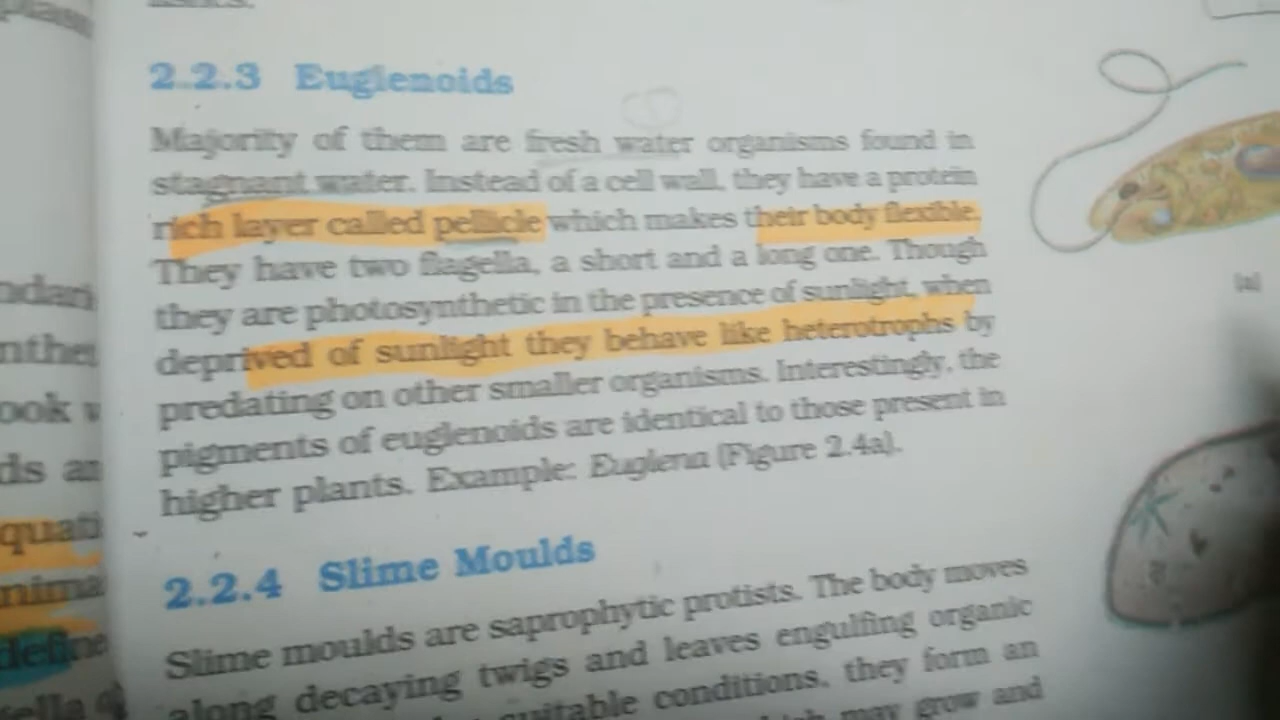 2.2.3 Euglenoids
Majority of them are fresh water organisms found in
stagnant water. Instead of a cell wall, they have a protein
rich layer called pellicle which makes their body flexible.
They have two flagella, a short and a long one. Though
they are photosynthetic in the presence of sunlight, when
deprived of sunlight they behave like heterotrophs by
predating on other smaller organisms. Interestingly, the
pigments of euglenoids are identical to those present in
higher plants. Example: Euglena (Figure 2.4a).
(a)
2.2.4 Slime Moulds
Slime moulds are saprophytic protists. The body moves
along decaying twigs and leaves engulfing organic
suitable conditions, they form an
may grow and